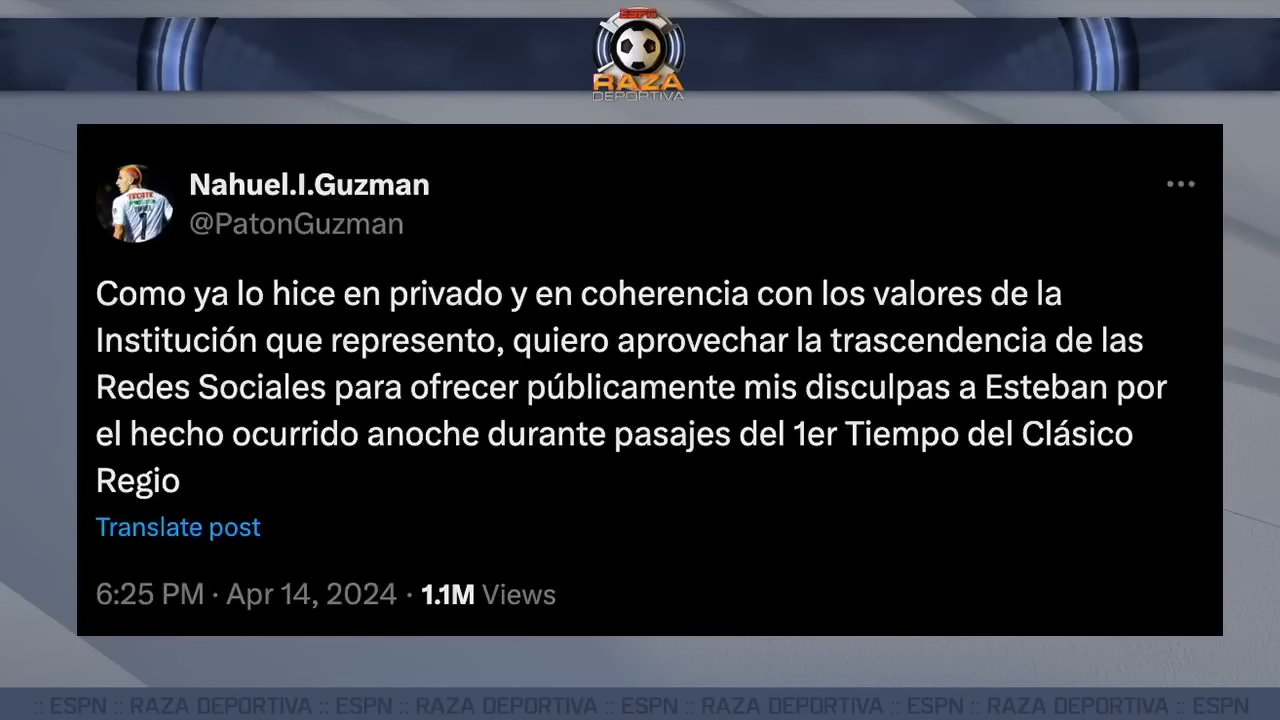 ESPN
RAZA
DEPORTIVA
Nahuel.I.Guzman
@PatonGuzman
Como ya lo hice en privado y en coherencia con los valores de la
Institución que represento, quiero aprovechar la trascendencia de las
Redes Sociales para ofrecer públicamente mis disculpas a Esteban por
el hecho ocurrido anoche durante pasajes del 1er Tiempo del Clásico
Regio
Translate post
6:25 PM · Apr 14, 2024 · 1.1M Views
:: ESPN :: RAZA DEPORTIVA :: ESPN :: RAZA DEPORTIVA :: ESPN :: RAZA DEPORTIVA :: ESPN :: RAZA DEPORTIVA :: ESPN